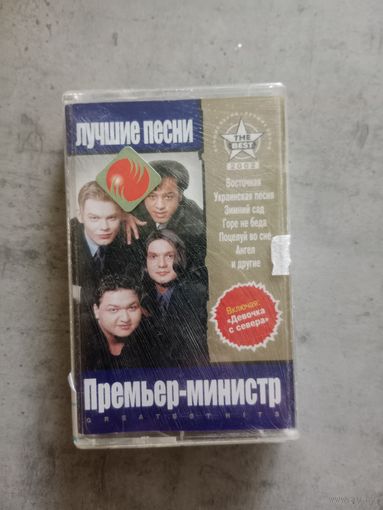 лучшие песни
THE
BEST
2002
Восточная
Украинская песня
Зимний сад
Горе не беда
Поцелуй во сне
Ангел
и другие
Включая:
«Девочка
с севера»
Премьер-министр
GREATEST HITS